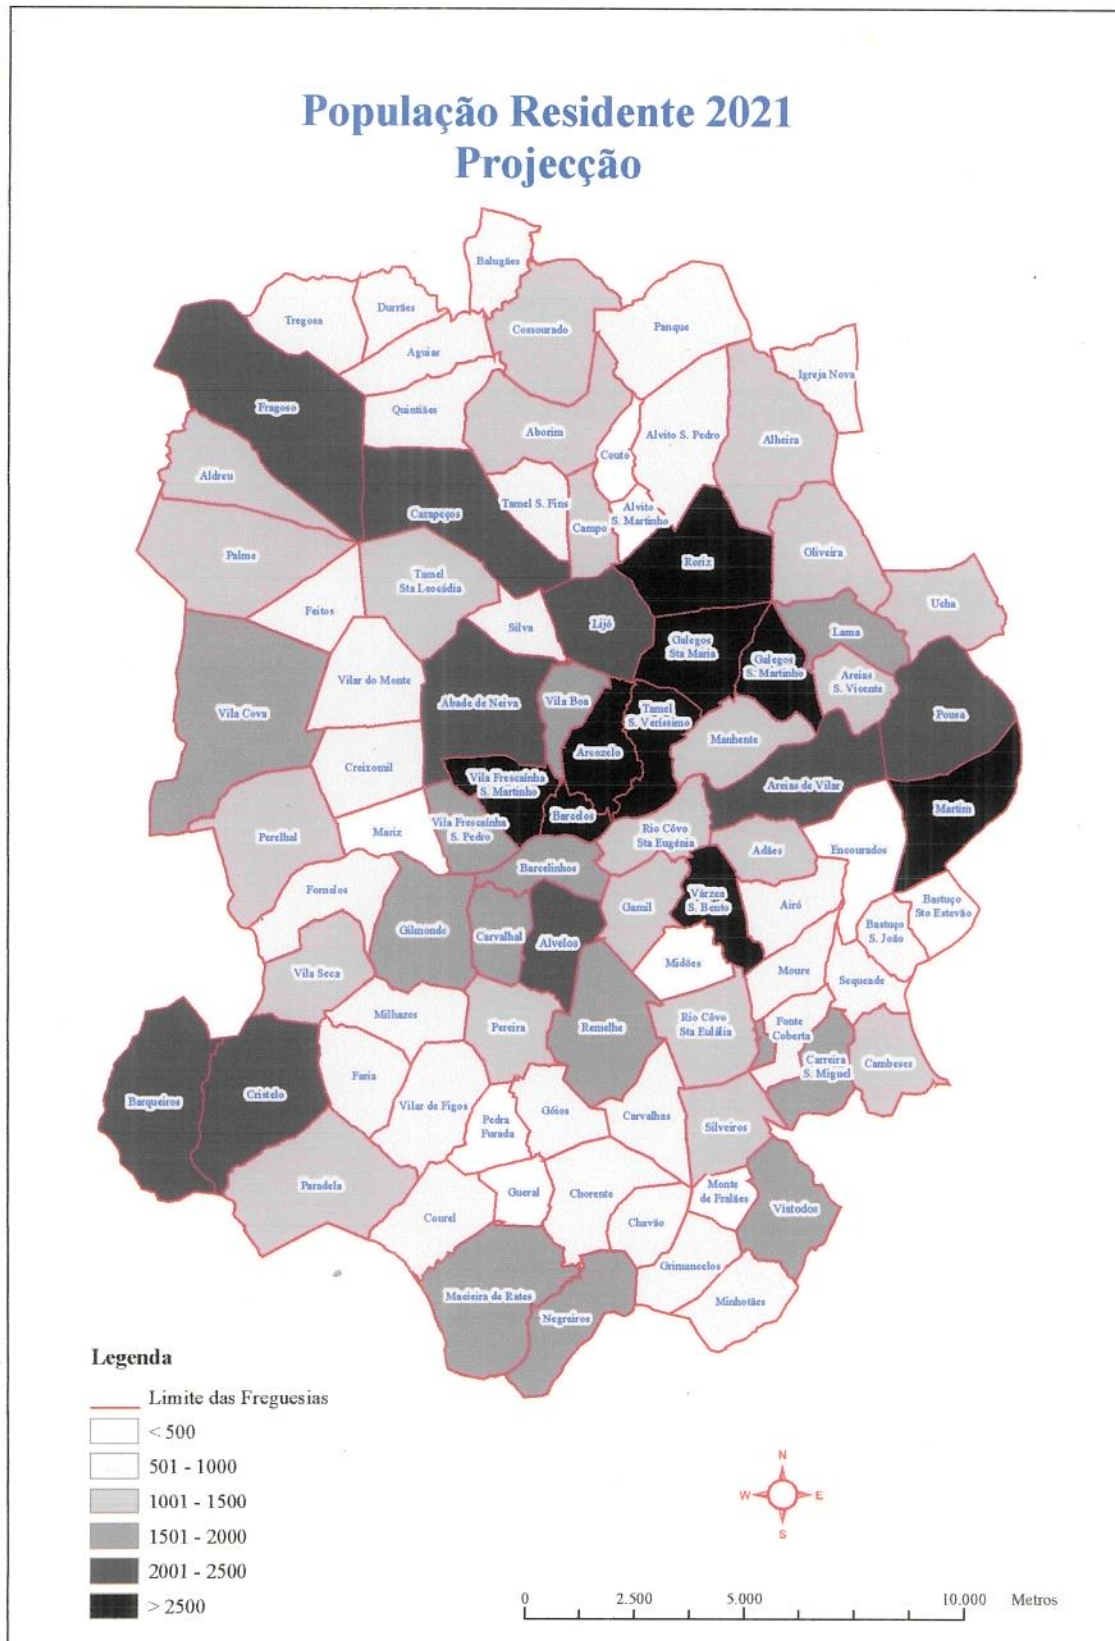 População Residente 2021
Projecção
Balugães
Tregosa
Durrães
Cossourado
Panque
Aguiar
Igreja Nova
Fragoso
Quintiães
Aborim
Alvito S. Pedro
Alheira
Couto
Aldreu
Tamel S. Fins
Carapeços
Campo
Alvito
S. Martinho
Palme
Oliveira
Roriz
Tamel
Sta Leocádia
Ucha
Feitos
Silva
Lijó
Lama
Galegos
Sta Maria
Galegos
S. Martinho
Vilar do Monte
Areias
S. Vicente
Abade de Neiva
Vila Boa
Vila Cova
Tamel
S. Veríssimo
Pousa
Manhente
Arcozelo
Creixomil
Vila Frescaínha
S. Martinho
Areias de Vilar
Martim
Barcelos
Vila Frescaínha
S. Pedro
Mariz
Perelhal
Rio Côvo
Sta Eugénia
Adães
Encourados
Barcelinhos
Fornelos
Várzea
S. Bento
Airó
Bastuço
Sto Estevão
Gamil
Gilmonde
Carvalhal
Alvelos
Bastuço
S. João
Vila Seca
Midões
Moure
Sequeade
Milhazes
Pereira
Remelhe
Rio Côvo
Sta Eulália
Fonte
Coberta
Carreira
S. Miguel
Cambeses
Faria
Barqueiros
Cristelo
Vilar de Figos
Pedra
Furada
Góios
Carvalhas
Silveiros
Paradela
Gueral
Chorente
Monte
de Fralães
Viatodos
Courel
Chavão
Grimancelos
Macieira de Rates
Minhotães
Negreiros
Legenda
Limite das Freguesias
< 500
501 - 1000
1001 - 1500
1501 - 2000
2001 - 2500
> 2500
N
W E
S
0 2.500 5.000 10.000 Metros